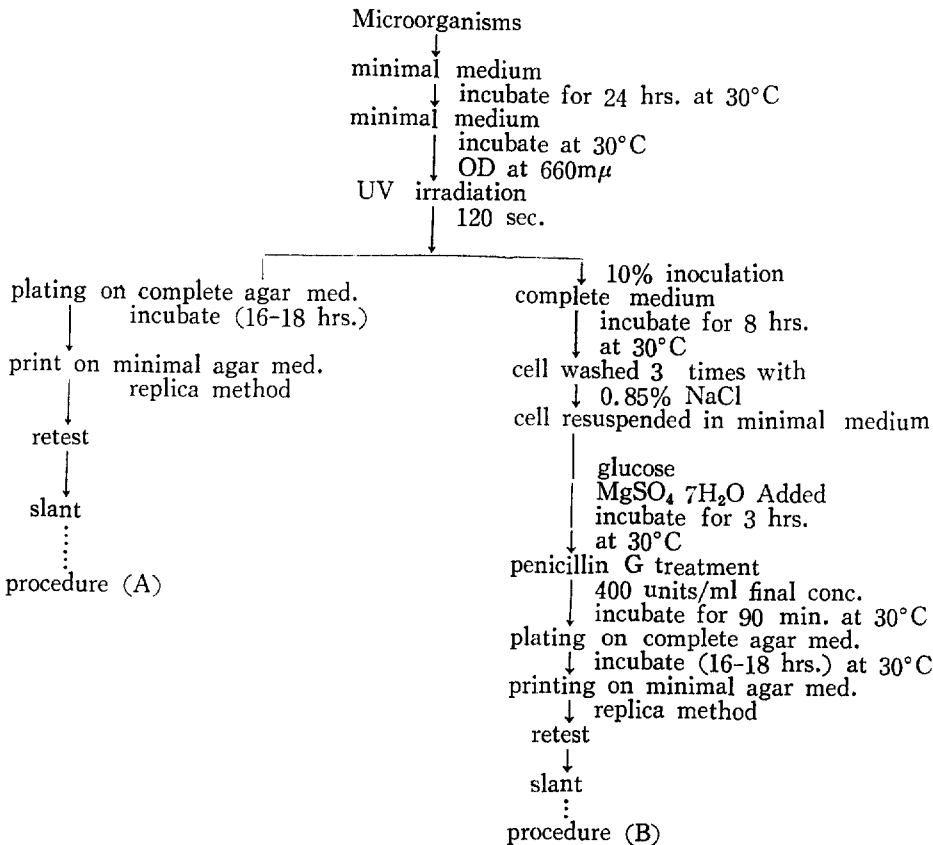 Microorganisms
minimal medium
incubate for 24 hrs. at 30°C
minimal medium
incubate at 30°C
OD at 660mμ
UV irradiation
120 sec.
plating on complete agar med.
incubate (16-18 hrs.)
print on minimal agar med.
replica method
retest
slant
procedure (A)
10% inoculation
complete medium
incubate for 8 hrs.
at 30°C
cell washed 3 times with
0.85% NaCl
cell resuspended in minimal medium
glucose
MgSO₄ 7H₂O Added
incubate for 3 hrs.
at 30°C
penicillin G treatment
400 units/ml final conc.
incubate for 90 min. at 30°C
plating on complete agar med.
incubate (16-18 hrs.) at 30°C
printing on minimal agar med.
replica method
retest
slant
procedure (B)